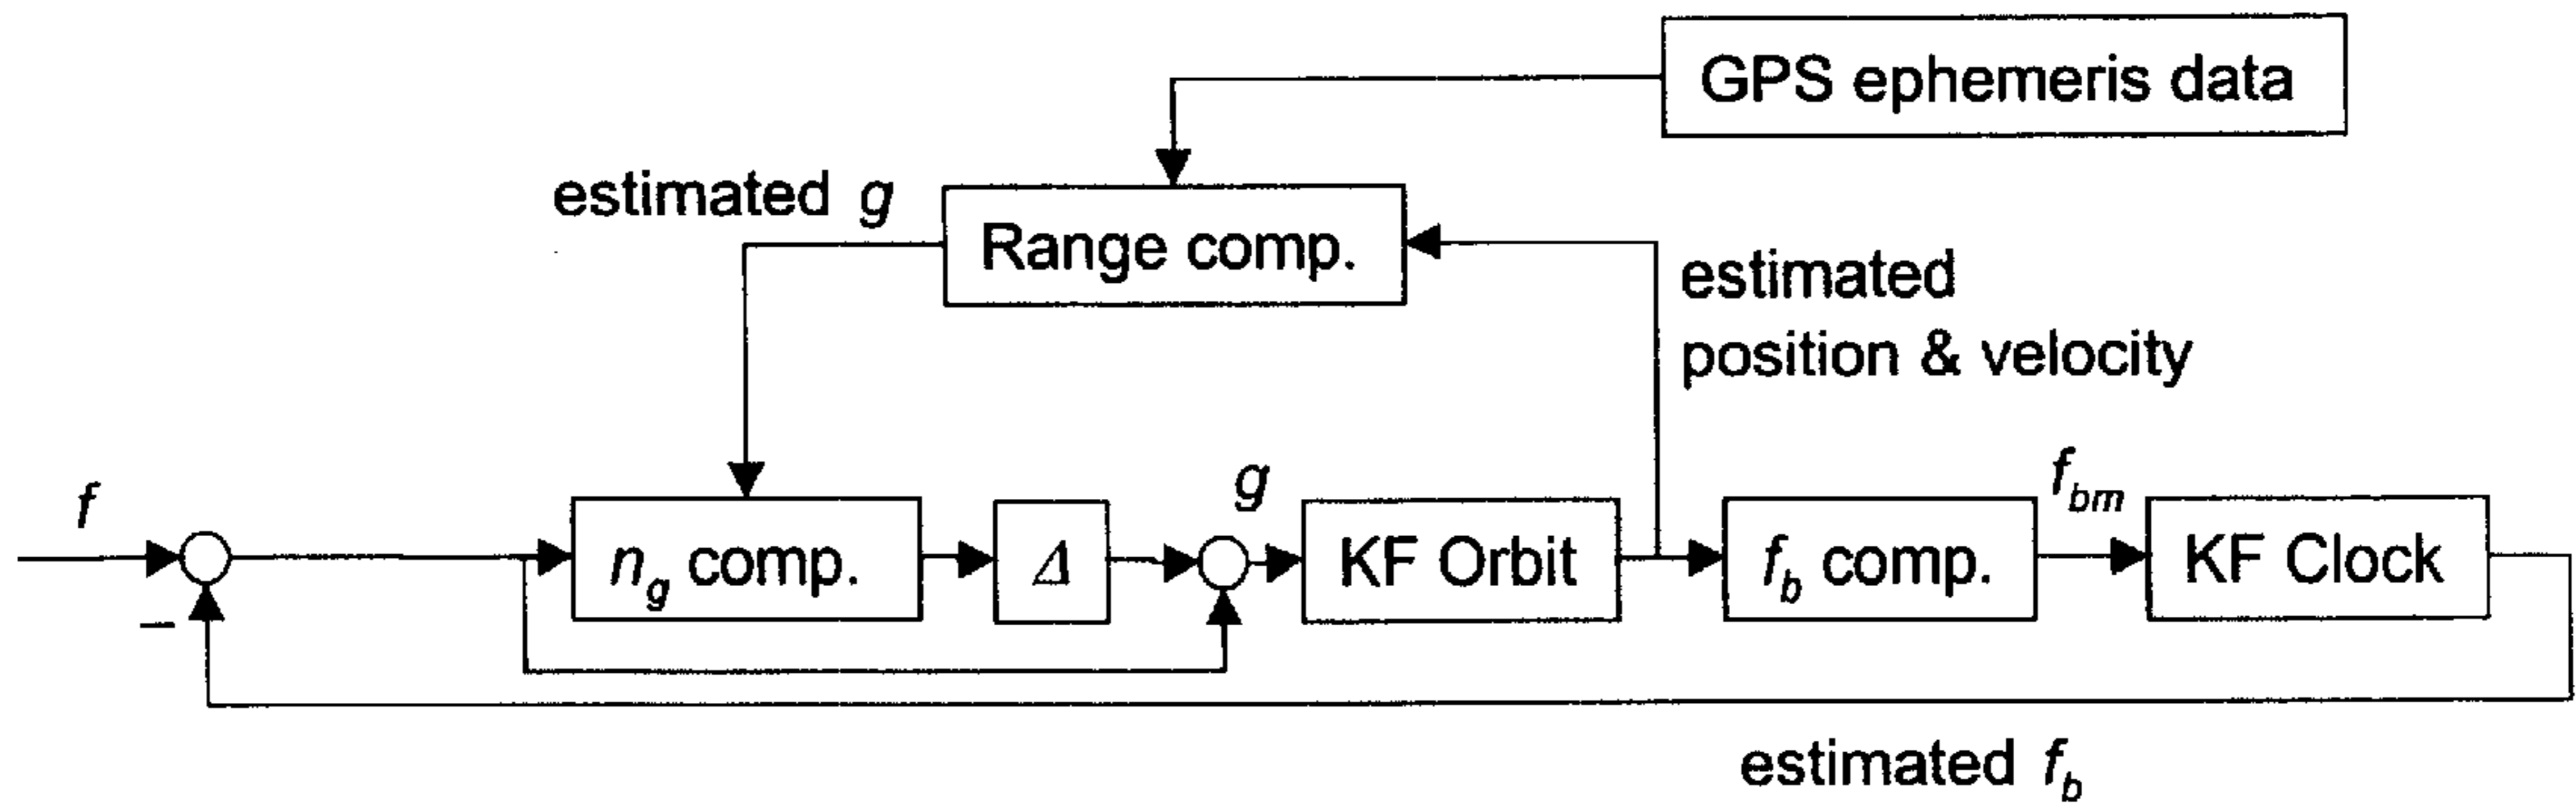 GPS ephemeris data
estimated g
Range comp.
estimated
position & velocity
f
n_g comp.
Δ
g
KF Orbit
f_b comp.
f_bm
KF Clock
–
estimated f_b